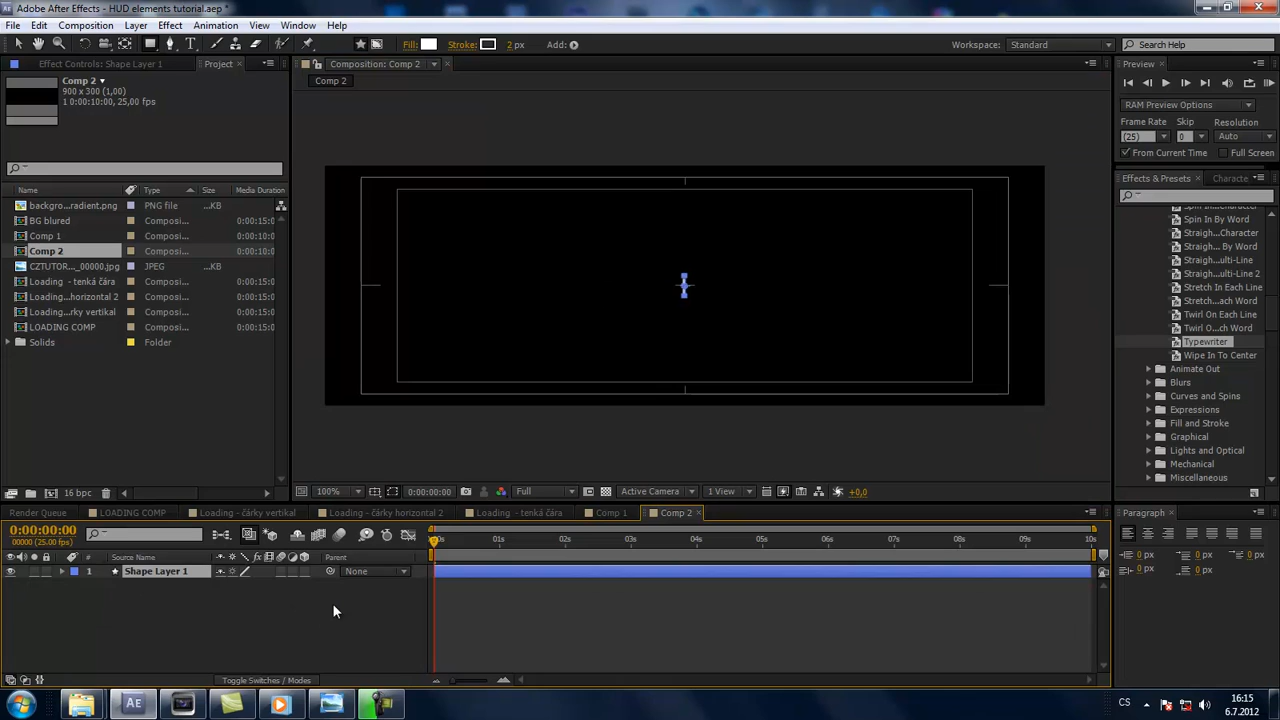 Adobe After Effects - HUD elements tutorial.aep *
File Edit Composition Layer Effect Animation View Window Help
Fill: Stroke: 2 px Add: Workspace: Standard Search Help
Effect Controls: Shape Layer 1 Project Composition: Comp 2 Preview
Comp 2
Comp 2
900 x 300 (1,00)
1 0:00:10:00, 25,00 fps
RAM Preview Options
Frame Rate Skip Resolution
(25) 0 Auto
From Current Time Full Screen
Effects & Presets Characte
Name Type Size Media Duration
backgro...radient.png PNG file ...KB
BG blured Composi... 0:00:15:0
Comp 1 Composi... 0:00:10:0
Comp 2 Composi... 0:00:10:0
CZTUTOR..._00000.jpg JPEG ...KB
Loading - tenká čára Composi... 0:00:15:0
Loading...horizontal 2 Composi... 0:00:15:0
Loading...rky vertikal Composi... 0:00:15:0
LOADING COMP Composi... 0:00:15:0
Solids Folder
Spin In By Word
Straigh...Character
Straigh... By Word
Straigh...ulti-Line
Straigh...ulti-Line 2
Stretch In Each Line
Stretch...ach Word
Twirl On Each Line
Twirl O...ch Word
Typewriter
Wipe In To Center
Animate Out
Blurs
Curves and Spins
Expressions
Fill and Stroke
Graphical
Lights and Optical
Mechanical
Miscellaneous
16 bpc 100% 0:00:00:00 Full Active Camera 1 View +0,0
Render Queue LOADING COMP Loading - čárky vertikal Loading - čárky horizontal 2 Loading - tenká čára Comp 1 Comp 2 Paragraph
0:00:00:00
00000 (25.00 fps)
01s 02s 03s 04s 05s 06s 07s 08s 09s 10s
# Source Name Parent
1 Shape Layer 1 None
0 px 0 px 0 px
0 px 0 px
Toggle Switches / Modes
Ae CS 16:15
6.7.2012